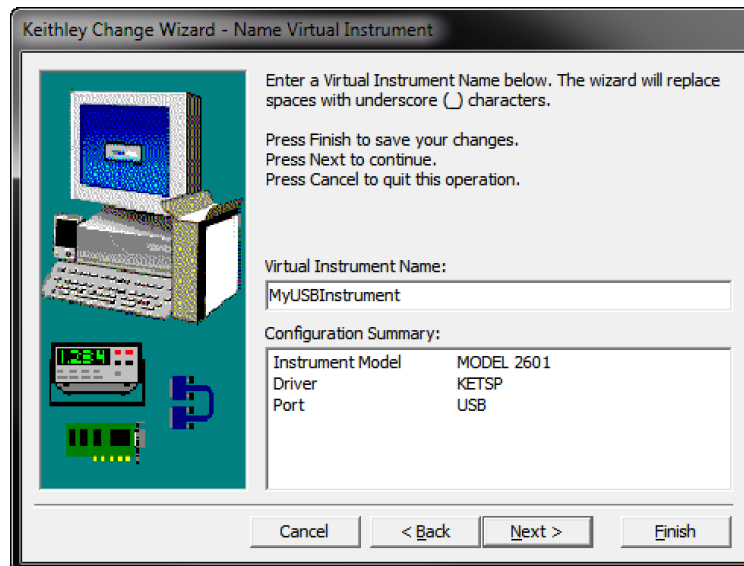 Keithley Change Wizard - Name Virtual Instrument
Enter a Virtual Instrument Name below. The wizard will replace
spaces with underscore (_) characters.
Press Finish to save your changes.
Press Next to continue.
Press Cancel to quit this operation.
Virtual Instrument Name:
MyUSBInstrument
Configuration Summary:
Instrument Model MODEL 2601
Driver KETSP
Port USB
1.234
Cancel < Back Next > Finish